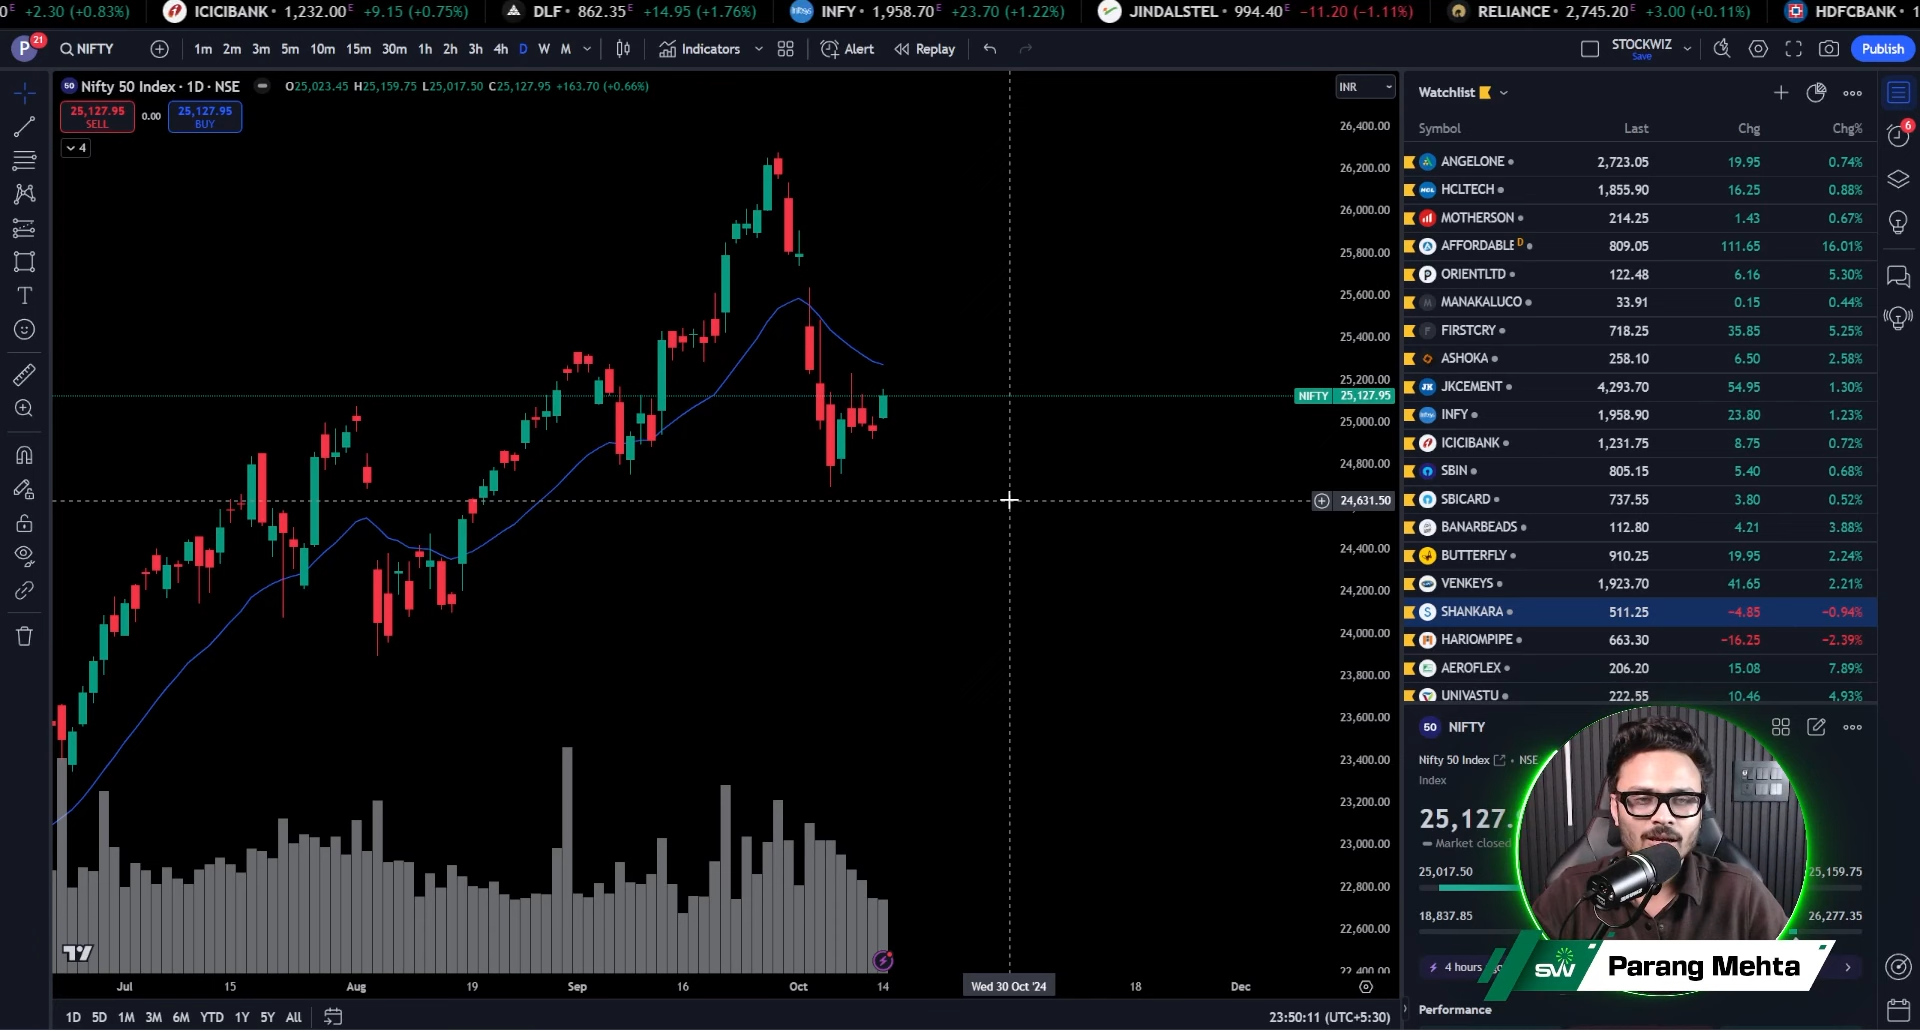 +2.30 (+0.83%) ICICIBANK • 1,232.00 E +9.15 (+0.75%) DLF • 862.35 E +14.95 (+1.76%) INFY • 1,958.70 E +23.70 (+1.22%) JINDALSTEL • 994.40 E −11.20 (−1.11%) RELIANCE • 2,745.20 E +3.00 (+0.11%) HDFCBANK •
P 21 NIFTY 1m 2m 3m 5m 10m 15m 30m 1h 2h 3h 4h D W M Indicators Alert Replay STOCKWIZ Save Publish
50 Nifty 50 Index · 1D · NSE O25,023.45 H25,159.75 L25,017.50 C25,127.95 +163.70 (+0.66%)
25,127.95 SELL 0.00 25,127.95 BUY
4
INR
26,400.00
26,200.00
26,000.00
25,800.00
25,600.00
25,400.00
25,200.00
NIFTY 25,127.95
25,000.00
24,800.00
24,631.50
24,400.00
24,200.00
24,000.00
23,800.00
23,600.00
23,400.00
23,200.00
23,000.00
22,800.00
22,600.00
22,400.00
Jul 15 Aug 19 Sep 16 Oct 14 Wed 30 Oct '24 18 Dec
1D 5D 1M 3M 6M YTD 1Y 5Y All 23:50:11 (UTC+5:30)
Watchlist
Symbol Last Chg Chg%
ANGELONE 2,723.05 19.95 0.74%
HCLTECH 1,855.90 16.25 0.88%
MOTHERSON 214.25 1.43 0.67%
AFFORDABLE D 809.05 111.65 16.01%
ORIENTLTD 122.48 6.16 5.30%
MANAKALUCO 33.91 0.15 0.44%
FIRSTCRY 718.25 35.85 5.25%
ASHOKA 258.10 6.50 2.58%
JKCEMENT 4,293.70 54.95 1.30%
INFY 1,958.90 23.80 1.23%
ICICIBANK 1,231.75 8.75 0.72%
SBIN 805.15 5.40 0.68%
SBICARD 737.55 3.80 0.52%
BANARBEADS 112.80 4.21 3.88%
BUTTERFLY 910.25 19.95 2.24%
VENKEYS 1,923.70 41.65 2.21%
SHANKARA 511.25 −4.85 −0.94%
HARIOMPIPE 663.30 −16.25 −2.39%
AEROFLEX 206.20 15.08 7.89%
UNIVASTU 222.55 10.46 4.93%
6
50 NIFTY
Nifty 50 Index • NSE
Index
25,127.
Market closed
25,017.50 25,159.75
18,837.85 26,277.35
4 hours
SW Parang Mehta
Performance